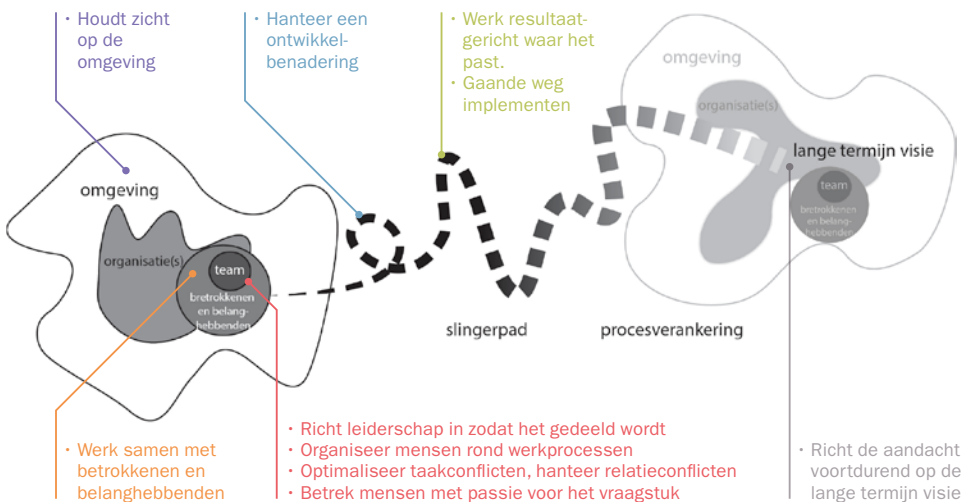 · Houdt zicht
op de
omgeving
· Hanteer een
ontwikkel-
benadering
· Werk resultaat-
gericht waar het
past.
· Gaande weg
implementen
omgeving
organisatie(s)
lange termijn visie
team
bretrokkenen
en belang-
hebbenden
omgeving
organisatie(s)
team
bretrokkenen
en belang-
hebbenden
slingerpad
procesverankering
· Werk samen met
betrokkenen en
belanghebbenden
· Richt leiderschap in zodat het gedeeld wordt
· Organiseer mensen rond werkprocessen
· Optimaliseer taakconflicten, hanteer relatieconflicten
· Betrek mensen met passie voor het vraagstuk
· Richt de aandacht
voortdurend op de
lange termijn visie